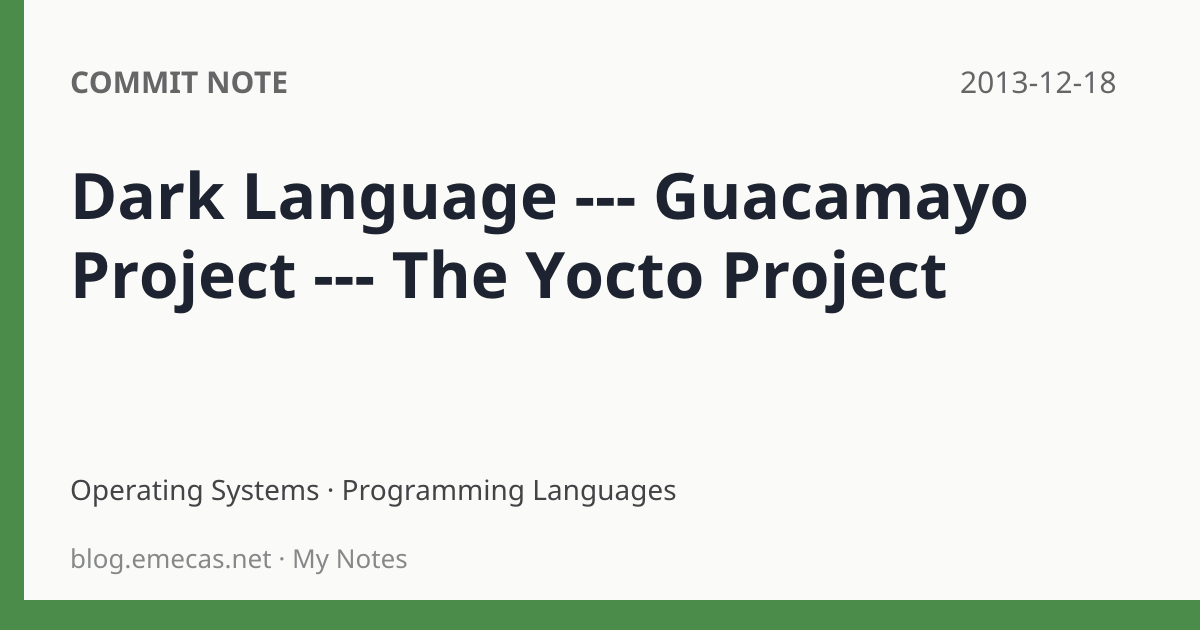 COMMIT NOTE
2013-12-18
Dark Language --- Guacamayo
Project --- The Yocto Project
Operating Systems · Programming Languages
blog.emecas.net · My Notes